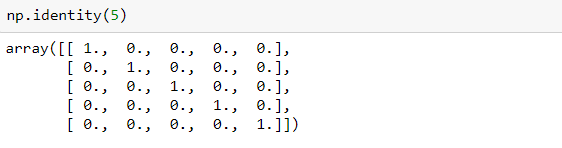 np.identity(5)
array([[ 1.,  0.,  0.,  0.,  0.],
       [ 0.,  1.,  0.,  0.,  0.],
       [ 0.,  0.,  1.,  0.,  0.],
       [ 0.,  0.,  0.,  1.,  0.],
       [ 0.,  0.,  0.,  0.,  1.]])